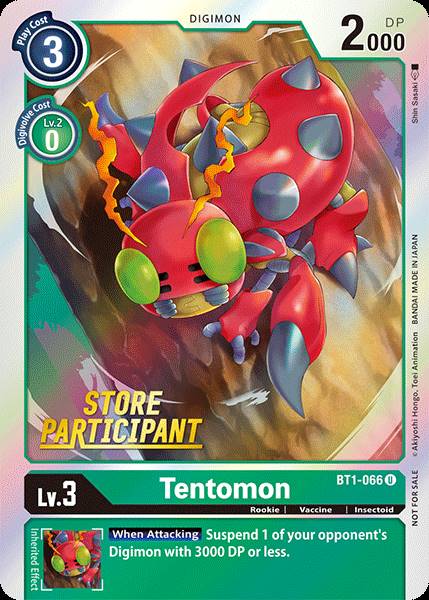 DIGIMON
Play Cost
3
DP
2000
Digivolve Cost
Lv.2
0
Shin Sasaki
©Akiyoshi Hongo, Toei Animation BANDAI MADE IN JAPAN
NOT FOR SALE
STORE
PARTICIPANT
Lv.3
Tentomon
BT1-066 U
Rookie | Vaccine | Insectoid
Inherited Effect
When Attacking Suspend 1 of your opponent's
Digimon with 3000 DP or less.